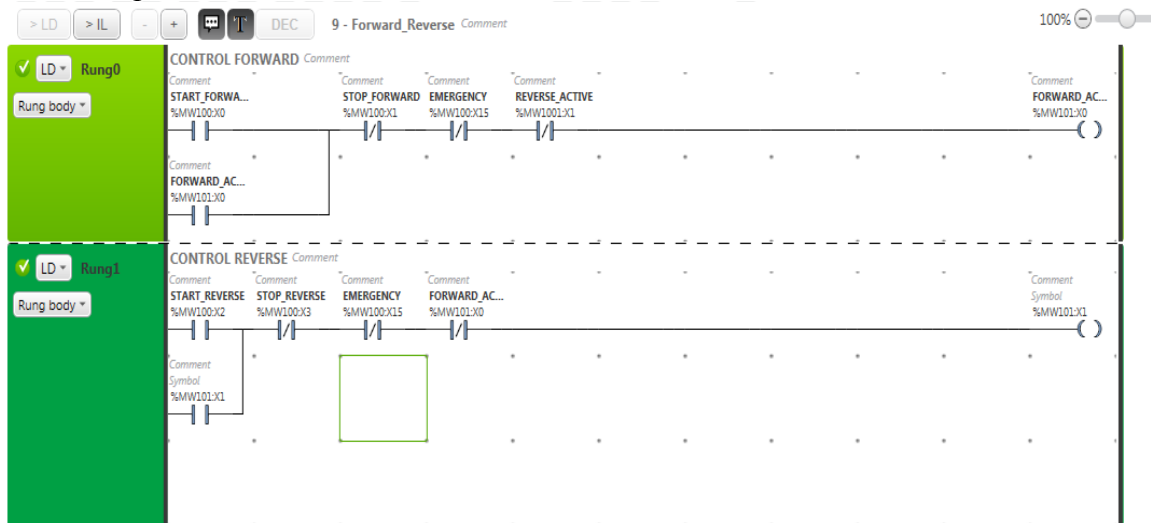 > LD > IL - + T DEC 9 - Forward_Reverse Comment 100%
LD Rung0
Rung body
CONTROL FORWARD Comment
Comment Comment Comment Comment Comment
START_FORWA... STOP_FORWARD EMERGENCY REVERSE_ACTIVE FORWARD_AC...
%MW100:X0 %MW100:X1 %MW100:X15 %MW1001:X1 %MW101:X0
Comment
FORWARD_AC...
%MW101:X0
LD Rung1
Rung body
CONTROL REVERSE Comment
Comment Comment Comment Comment Comment
START_REVERSE STOP_REVERSE EMERGENCY FORWARD_AC... Symbol
%MW100:X2 %MW100:X3 %MW100:X15 %MW101:X0 %MW101:X1
Comment
Symbol
%MW101:X1